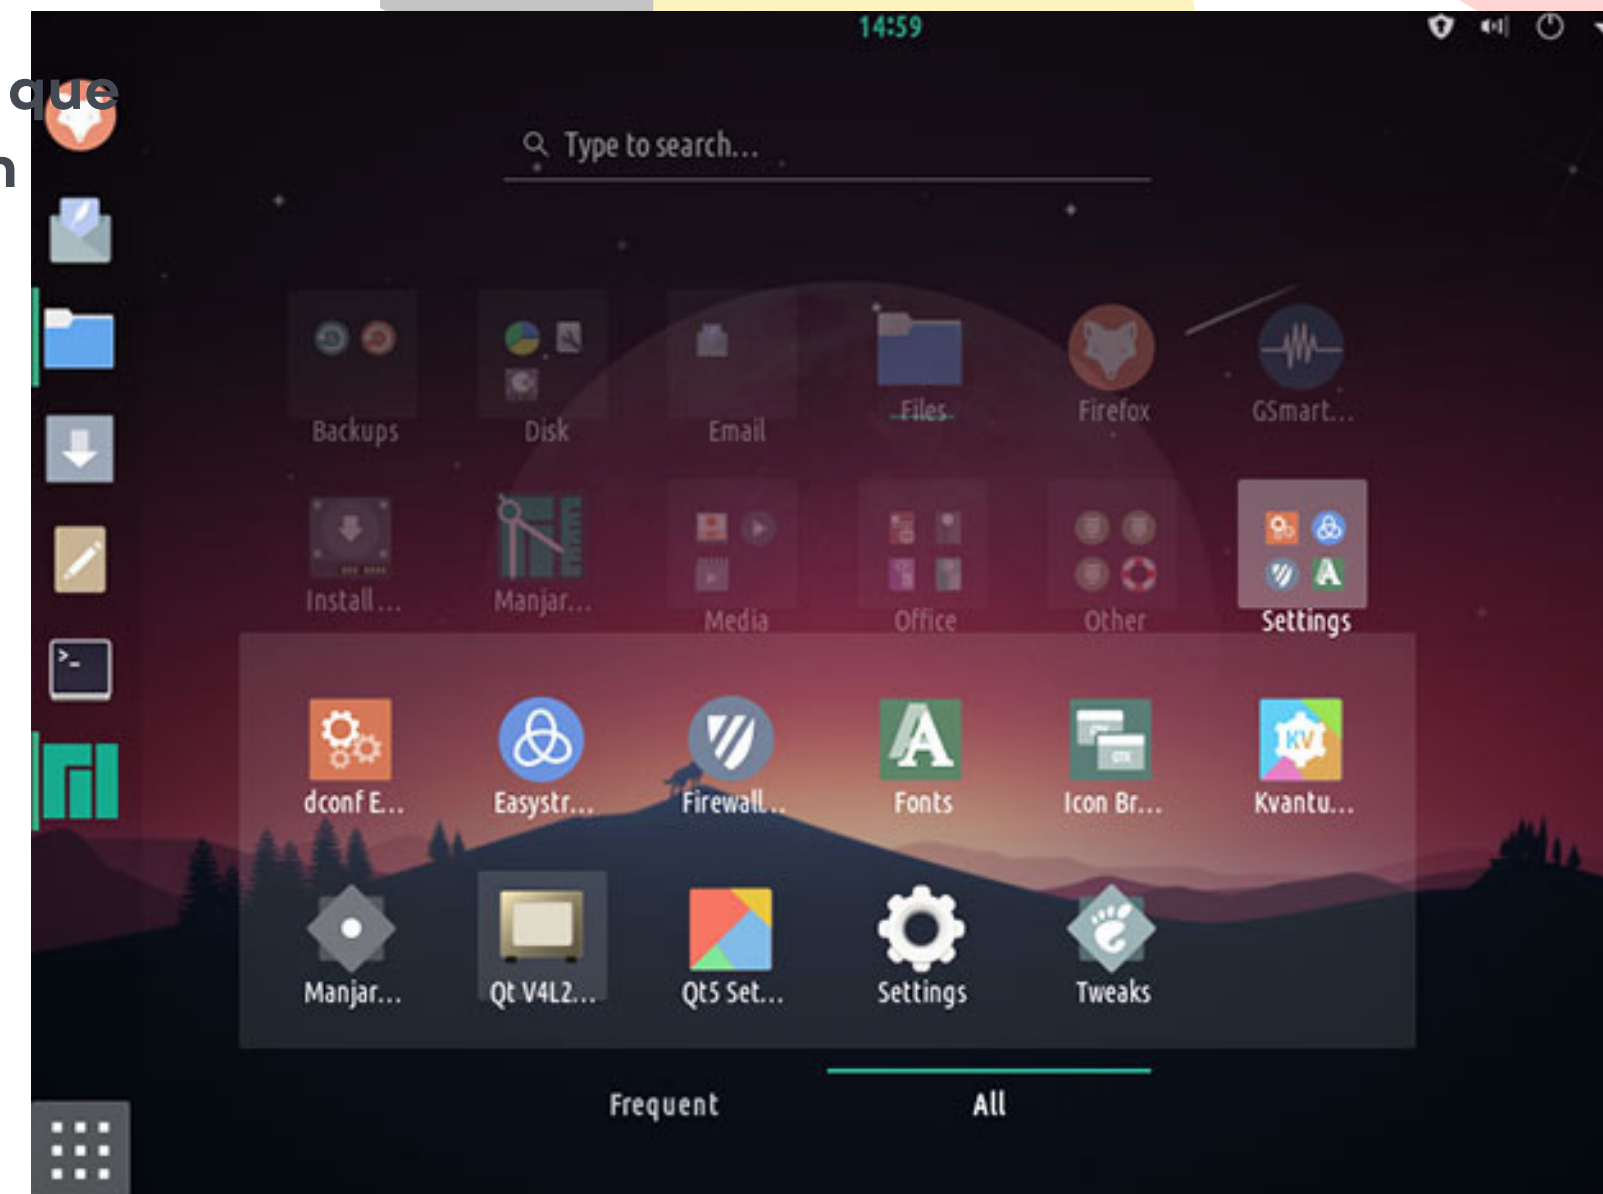 14:59
que
n
Type to search...
Backups
Disk
Email
Files
Firefox
GSmart...
Install...
Manjar...
Media
Office
Other
Settings
dconf E...
Easystr...
Firewall...
Fonts
Icon Br...
KV
Kvantu...
Manjar...
Qt V4L2...
Qt5 Set...
Settings
Tweaks
Frequent
All